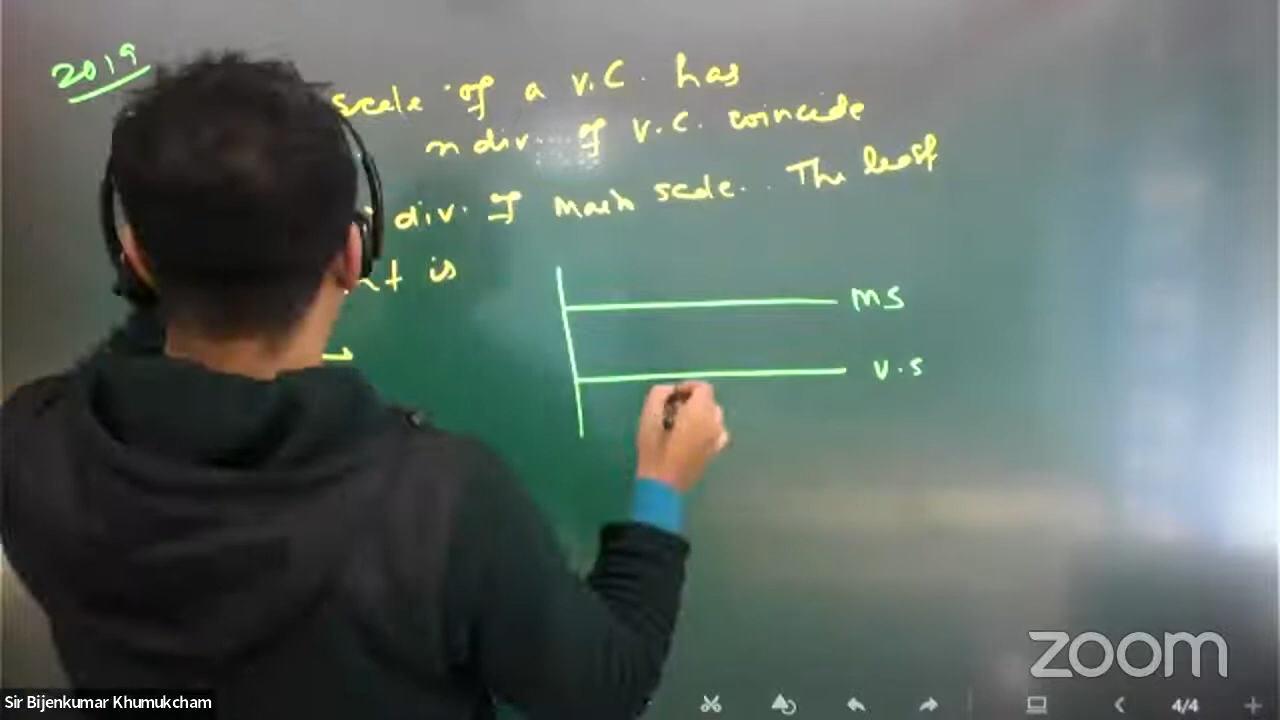 2019
scale of a V.C. has
n div. of V.C. coincide
div. of main scale. The least
is
MS
V.S
zoom
Sir Bijenkumar Khumukcham
4/4